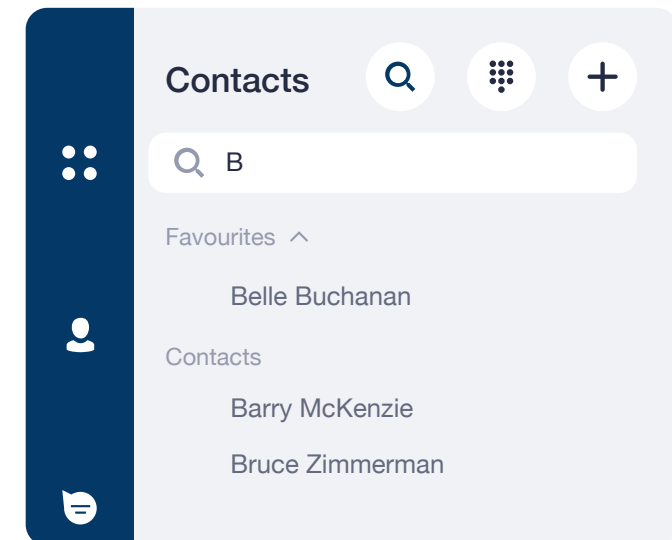 Contacts
B
Favourites
Belle Buchanan
Contacts
Barry McKenzie
Bruce Zimmerman